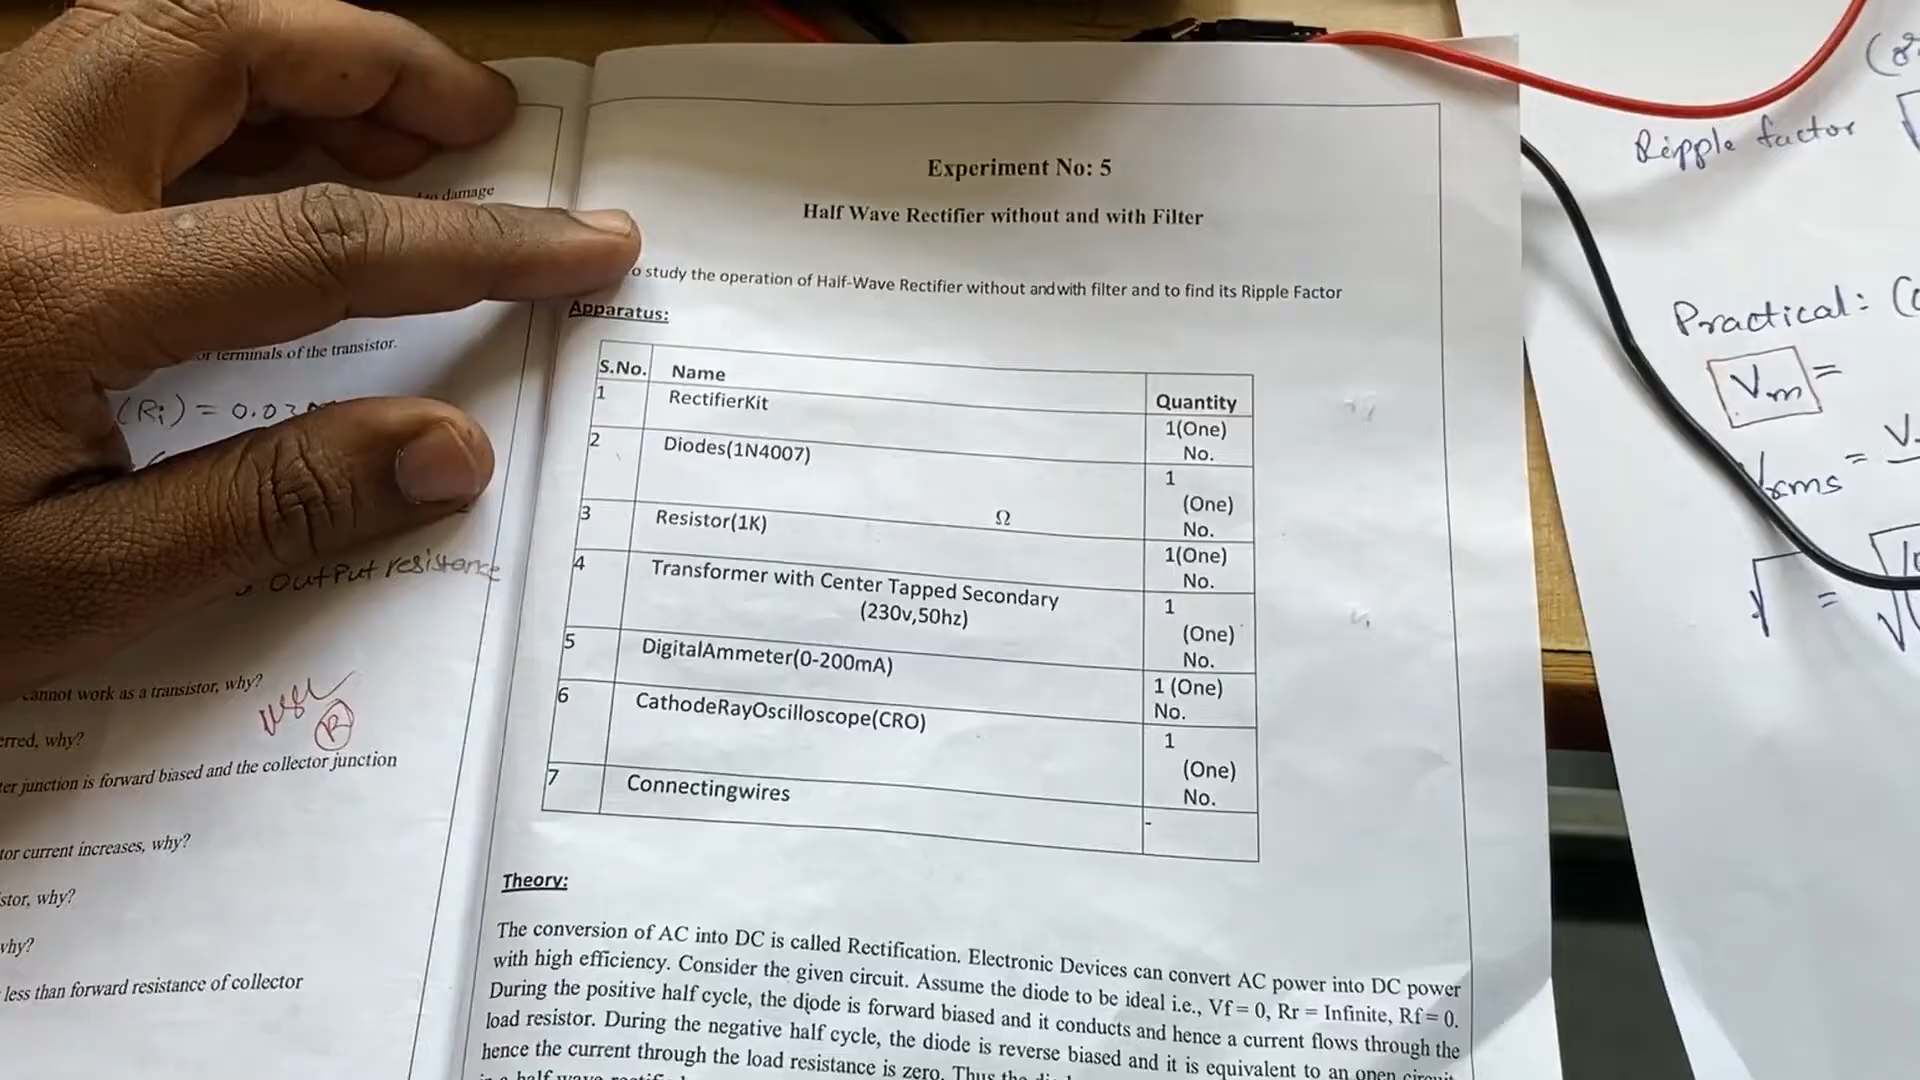 damage
or terminals of the transistor.
(Ri) = 0.0
Output resistance
cannot work as a transistor, why?
erred, why?
ter junction is forward biased and the collector junction
tor current increases, why?
stor, why?
why?
less than forward resistance of collector
Experiment No: 5
Half Wave Rectifier without and with Filter
o study the operation of Half-Wave Rectifier without andwith filter and to find its Ripple Factor
Apparatus:
S.No. Name Quantity
1 RectifierKit 1(One) No.
2 Diodes(1N4007) 1 (One) No.
3 Resistor(1K) Ω 1(One) No.
4 Transformer with Center Tapped Secondary (230v,50hz) 1 (One) No.
5 DigitalAmmeter(0-200mA) 1 (One) No.
6 CathodeRayOscilloscope(CRO) 1 (One) No.
7 Connectingwires -
Theory:
The conversion of AC into DC is called Rectification. Electronic Devices can convert AC power into DC power
with high efficiency. Consider the given circuit. Assume the diode to be ideal i.e., Vf = 0, Rr = Infinite, Rf = 0.
During the positive half cycle, the diode is forward biased and it conducts and hence a current flows through the
load resistor. During the negative half cycle, the diode is reverse biased and it is equivalent to an open circuit
hence the current through the load resistance is zero. Thus the
half wave
Ripple factor
Practical:
Vm =
Vrms =